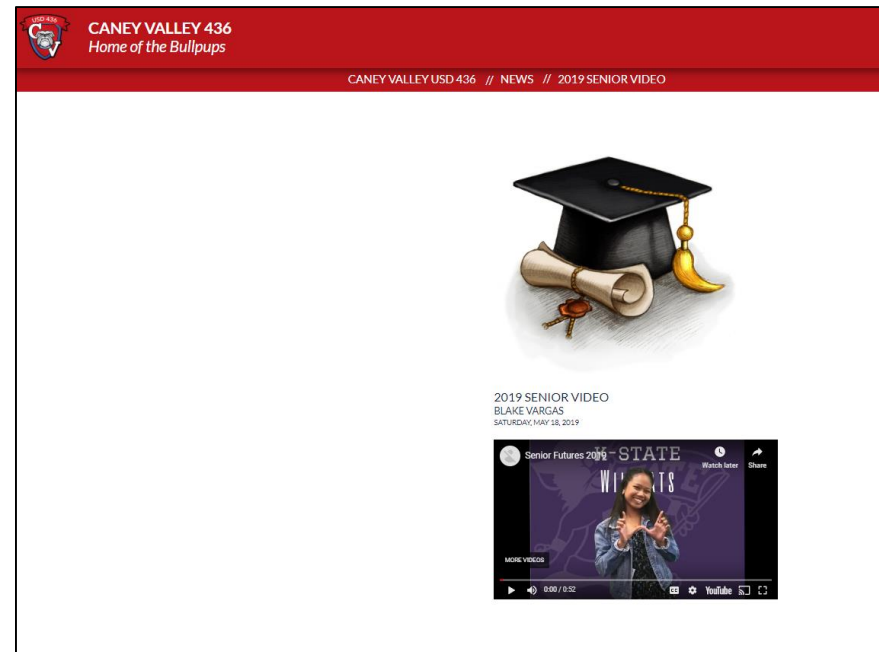 USD 436
CV
CANEY VALLEY 436
Home of the Bullpups
CANEY VALLEY USD 436 // NEWS // 2019 SENIOR VIDEO
2019 SENIOR VIDEO
BLAKE VARGAS
SATURDAY, MAY 18, 2019
Senior Futures 2019
K-STATE
Watch later
Share
MORE VIDEOS
0:00 / 0:52
CC
YouTube